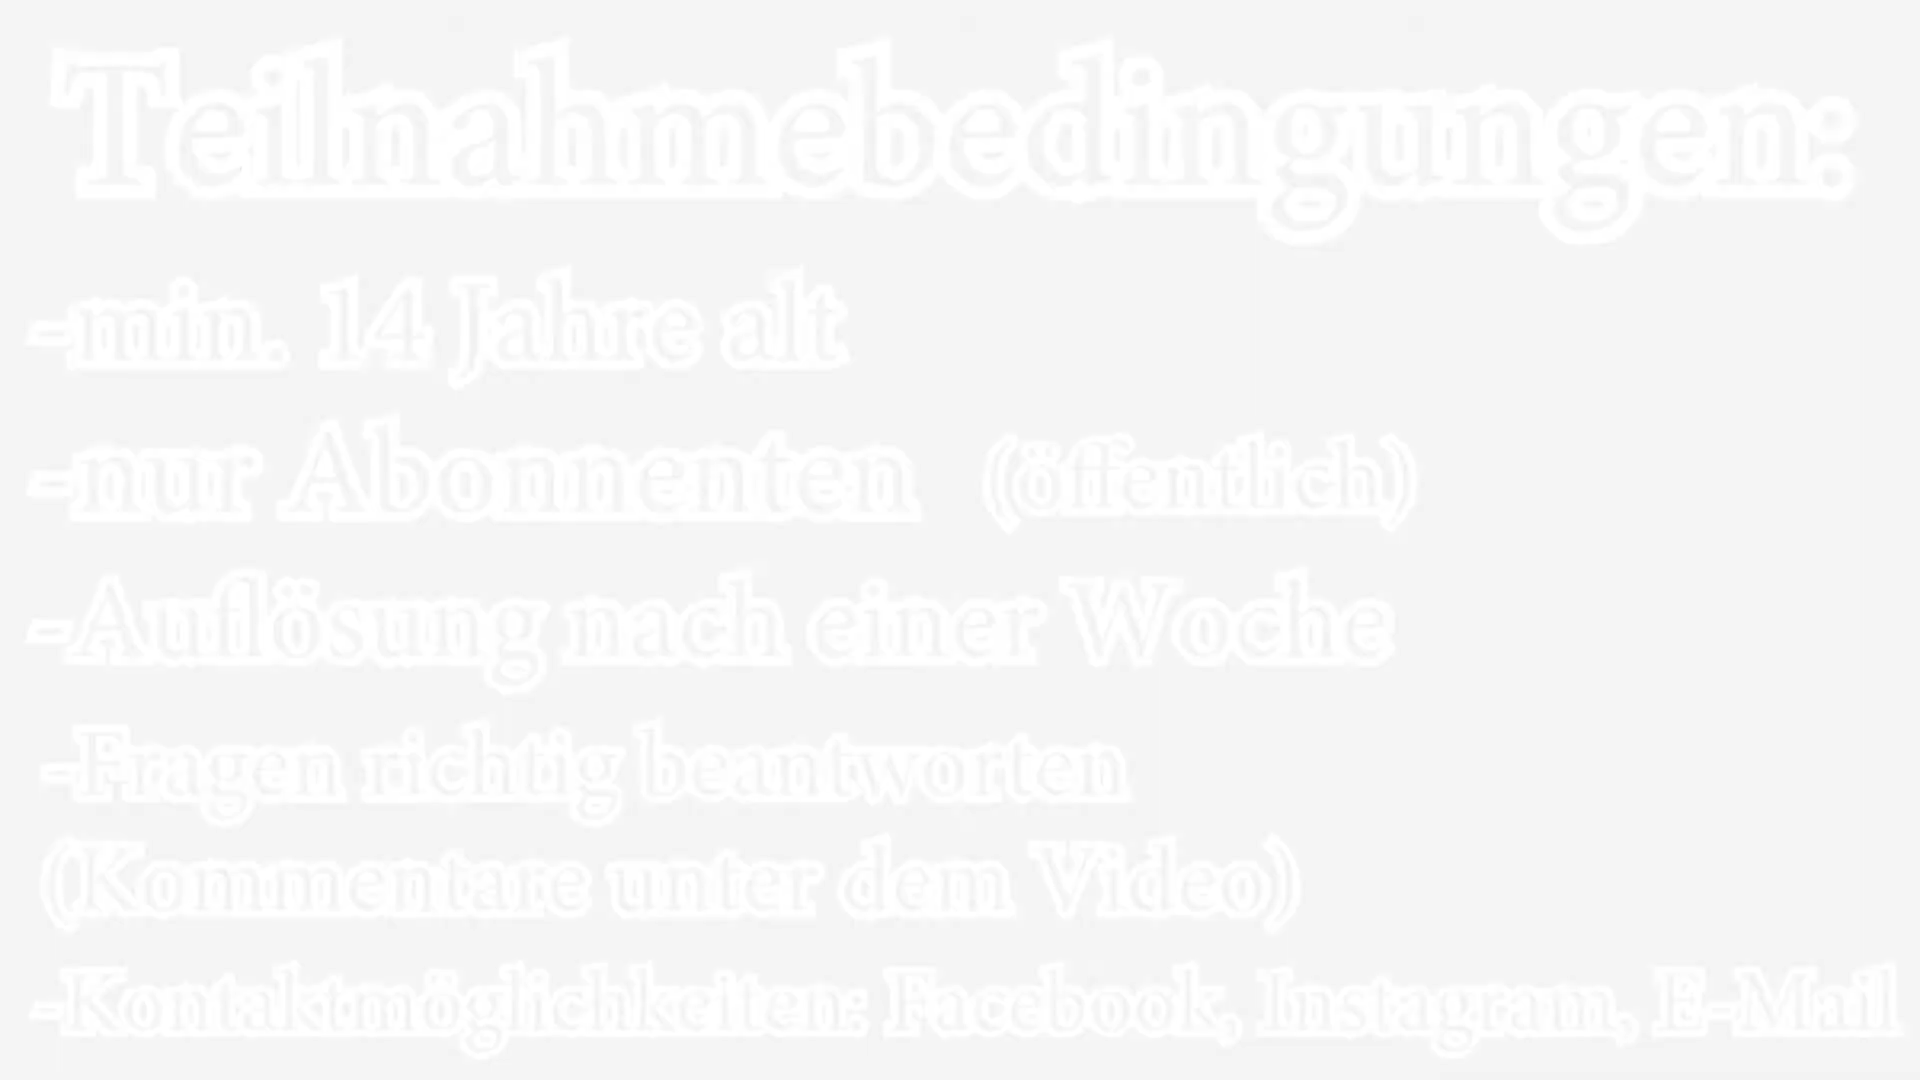 Teilnahmebedingungen:
-min. 14 Jahre alt
-nur Abonnenten (öffentlich)
-Auflösung nach einer Woche
-Fragen richtig beantworten
(Kommentare unter dem Video)
-Kontaktmöglichkeiten: Facebook, Instagram, E-Mail